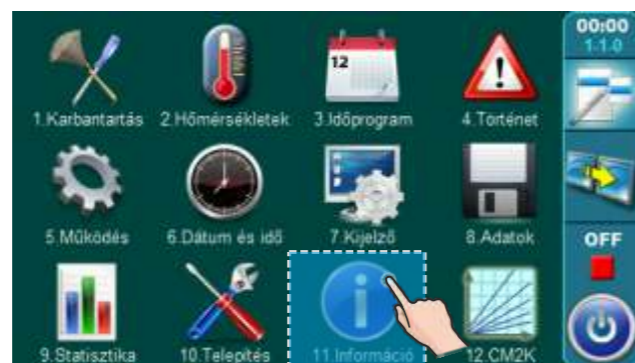 00:00
1.1.0
1.Karbantartás
2.Hőmérsékletek
3.Időprogram
4.Történet
5.Működés
6.Dátum és idő
7.Kijelző
8.Adatok
OFF
9.Statisztika
10.Telepítés
11.Információ
12.CM2K
12